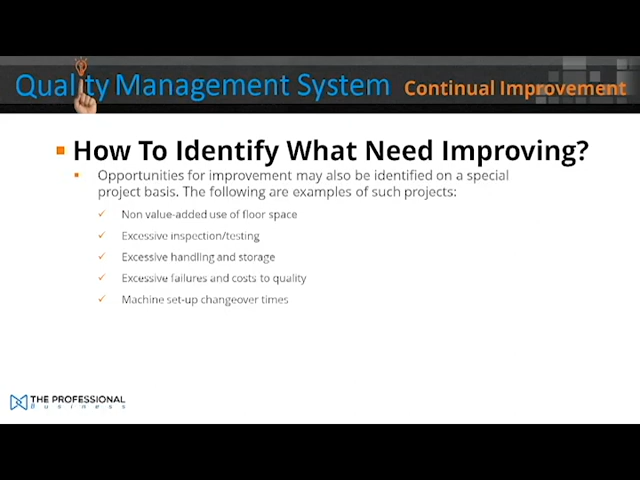 Quality Management System Continual Improvement
How To Identify What Need Improving?
Opportunities for improvement may also be identified on a special
project basis. The following are examples of such projects:
Non value-added use of floor space
Excessive inspection/testing
Excessive handling and storage
Excessive failures and costs to quality
Machine set-up changeover times
THE PROFESSIONAL
Business